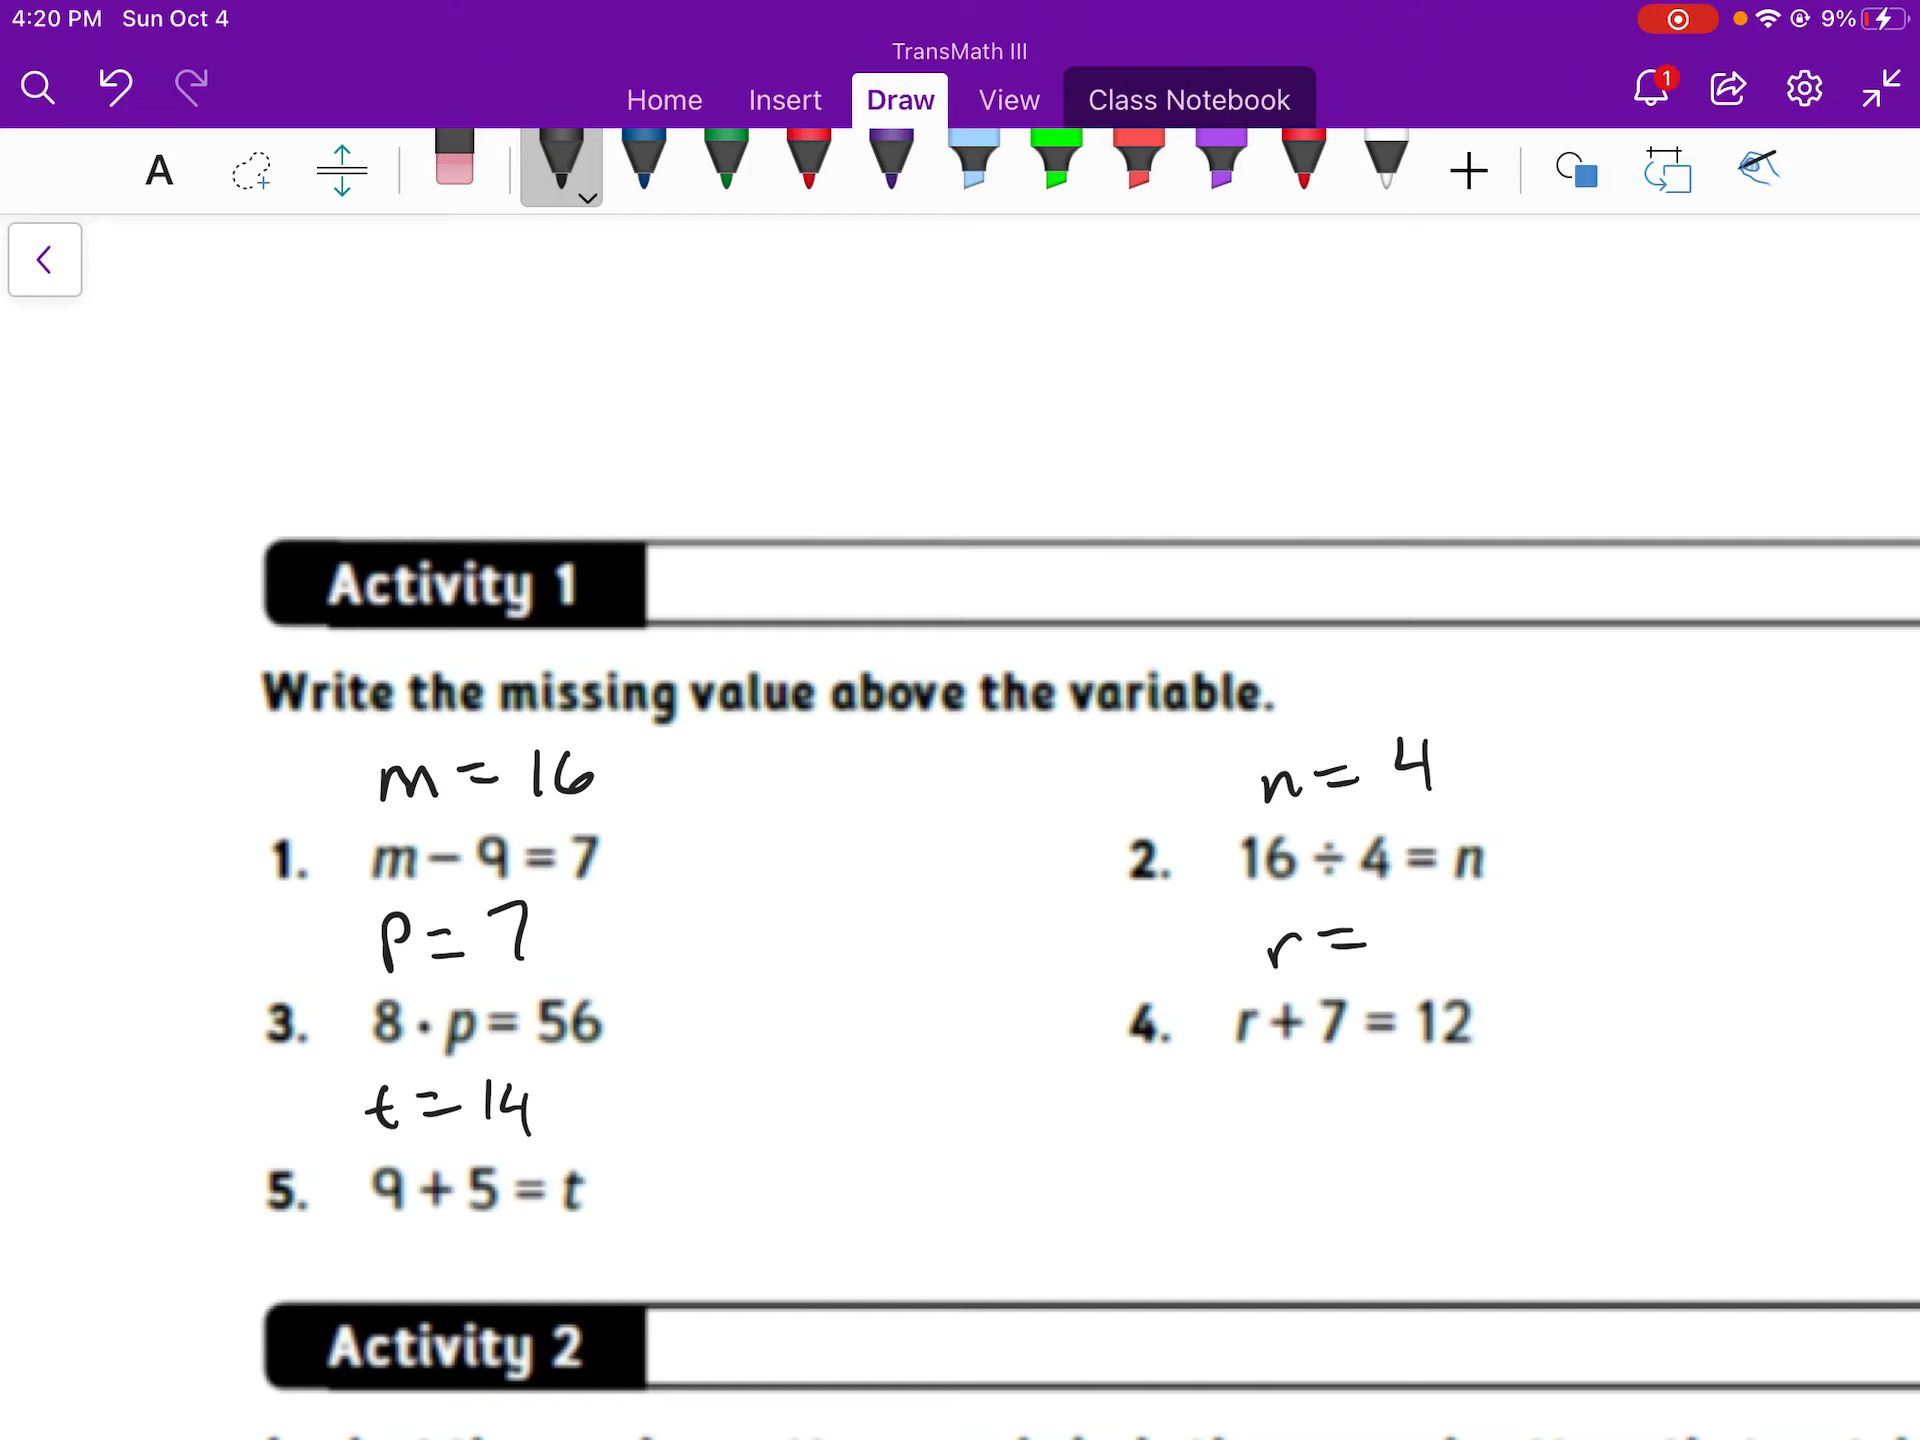 4:20 PM Sun Oct 4
9%
TransMath III
1
Home Insert Draw View Class Notebook
A
Activity 1
Write the missing value above the variable.
m = 16
n = 4
1. m − 9 = 7
2. 16 ÷ 4 = n
p = 7
r =
3. 8 · p = 56
4. r + 7 = 12
t = 14
5. 9 + 5 = t
Activity 2